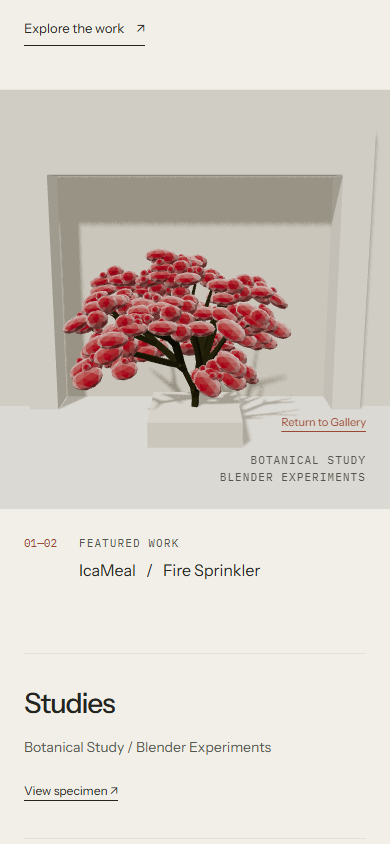 Explore the work ↗
Return to Gallery
BOTANICAL STUDY
BLENDER EXPERIMENTS
01—02 FEATURED WORK
IcaMeal / Fire Sprinkler
Studies
Botanical Study / Blender Experiments
View specimen ↗